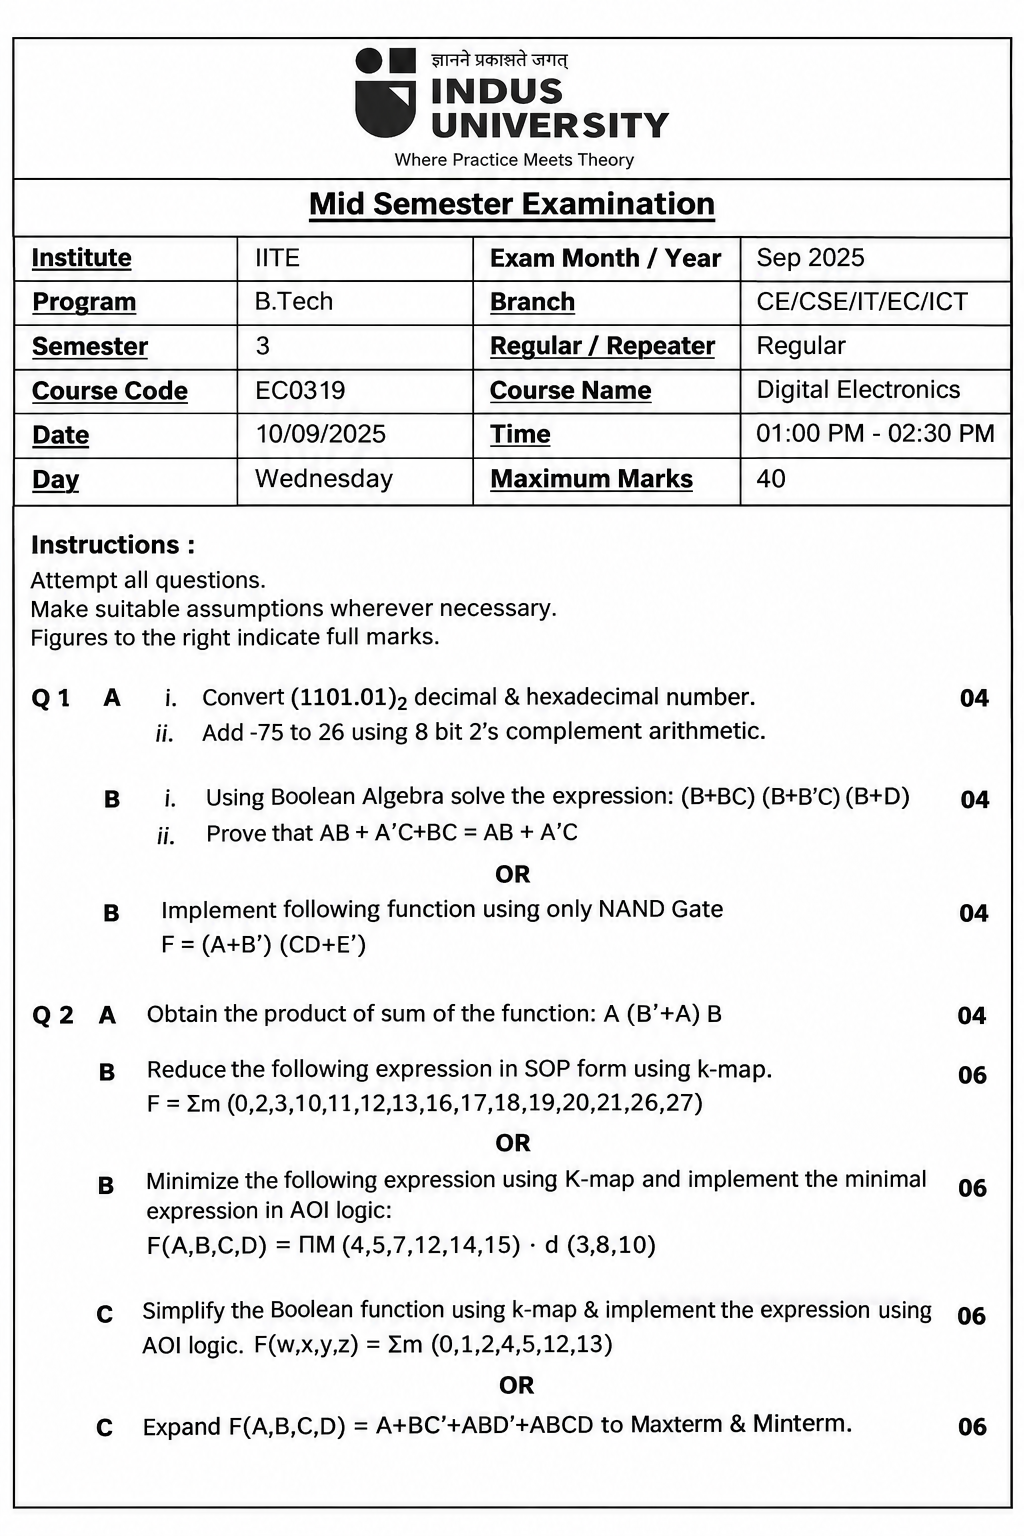 ज्ञानने प्रकाशते जगत्
INDUS
UNIVERSITY
Where Practice Meets Theory
Mid Semester Examination
Institute IITE Exam Month / Year Sep 2025
Program B.Tech Branch CE/CSE/IT/EC/ICT
Semester 3 Regular / Repeater Regular
Course Code EC0319 Course Name Digital Electronics
Date 10/09/2025 Time 01:00 PM - 02:30 PM
Day Wednesday Maximum Marks 40
Instructions :
Attempt all questions.
Make suitable assumptions wherever necessary.
Figures to the right indicate full marks.
Q 1 A i. Convert (1101.01)₂ decimal & hexadecimal number. 04
ii. Add -75 to 26 using 8 bit 2’s complement arithmetic.
B i. Using Boolean Algebra solve the expression: (B+BC) (B+B’C) (B+D) 04
ii. Prove that AB + A’C+BC = AB + A’C
OR
B Implement following function using only NAND Gate 04
F = (A+B’) (CD+E’)
Q 2 A Obtain the product of sum of the function: A (B’+A) B 04
B Reduce the following expression in SOP form using k-map. 06
F = Σm (0,2,3,10,11,12,13,16,17,18,19,20,21,26,27)
OR
B Minimize the following expression using K-map and implement the minimal 06
expression in AOI logic:
F(A,B,C,D) = ΠM (4,5,7,12,14,15) · d (3,8,10)
C Simplify the Boolean function using k-map & implement the expression using 06
AOI logic. F(w,x,y,z) = Σm (0,1,2,4,5,12,13)
OR
C Expand F(A,B,C,D) = A+BC’+ABD’+ABCD to Maxterm & Minterm. 06